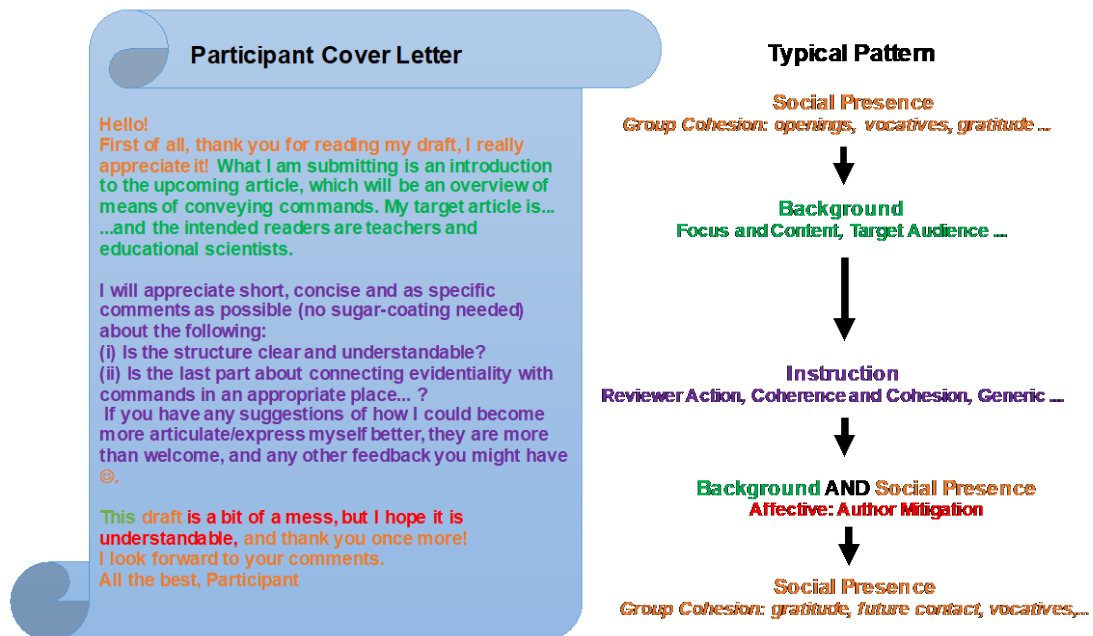 Participant Cover Letter
Hello!
First of all, thank you for reading my draft, I really
appreciate it! What I am submitting is an introduction
to the upcoming article, which will be an overview of
means of conveying commands. My target article is...
...and the intended readers are teachers and
educational scientists.
I will appreciate short, concise and as specific
comments as possible (no sugar-coating needed)
about the following:
(i) Is the structure clear and understandable?
(ii) Is the last part about connecting evidentiality with
commands in an appropriate place... ?
If you have any suggestions of how I could become
more articulate/express myself better, they are more
than welcome, and any other feedback you might have
☺.
This draft is a bit of a mess, but I hope it is
understandable, and thank you once more!
I look forward to your comments.
All the best, Participant
Typical Pattern
Social Presence
Group Cohesion: openings, vocatives, gratitude ...
Background
Focus and Content, Target Audience ...
Instruction
Reviewer Action, Coherence and Cohesion, Generic ...
Background AND Social Presence
Affective: Author Mitigation
Social Presence
Group Cohesion: gratitude, future contact, vocatives,...